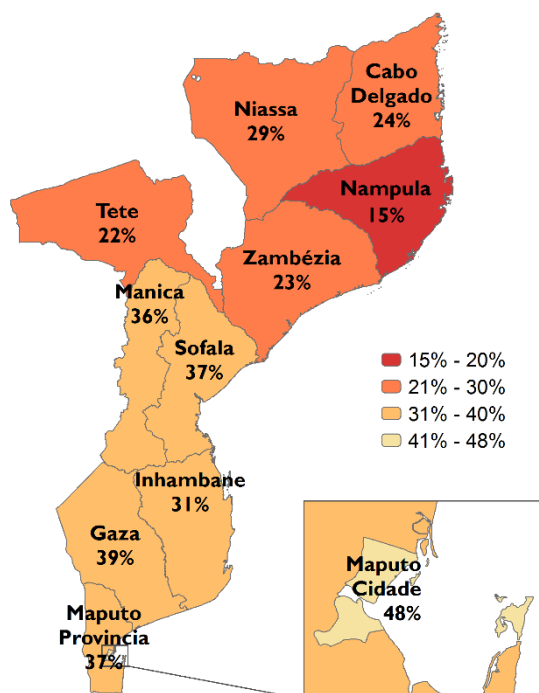 Cabo
Delgado
24%
Niassa
29%
Nampula
15%
Tete
22%
Zambézia
23%
Manica
36%
Sofala
37%
15% - 20%
21% - 30%
31% - 40%
41% - 48%
Inhambane
31%
Gaza
39%
Maputo
Cidade
48%
Maputo
Provincia
37%